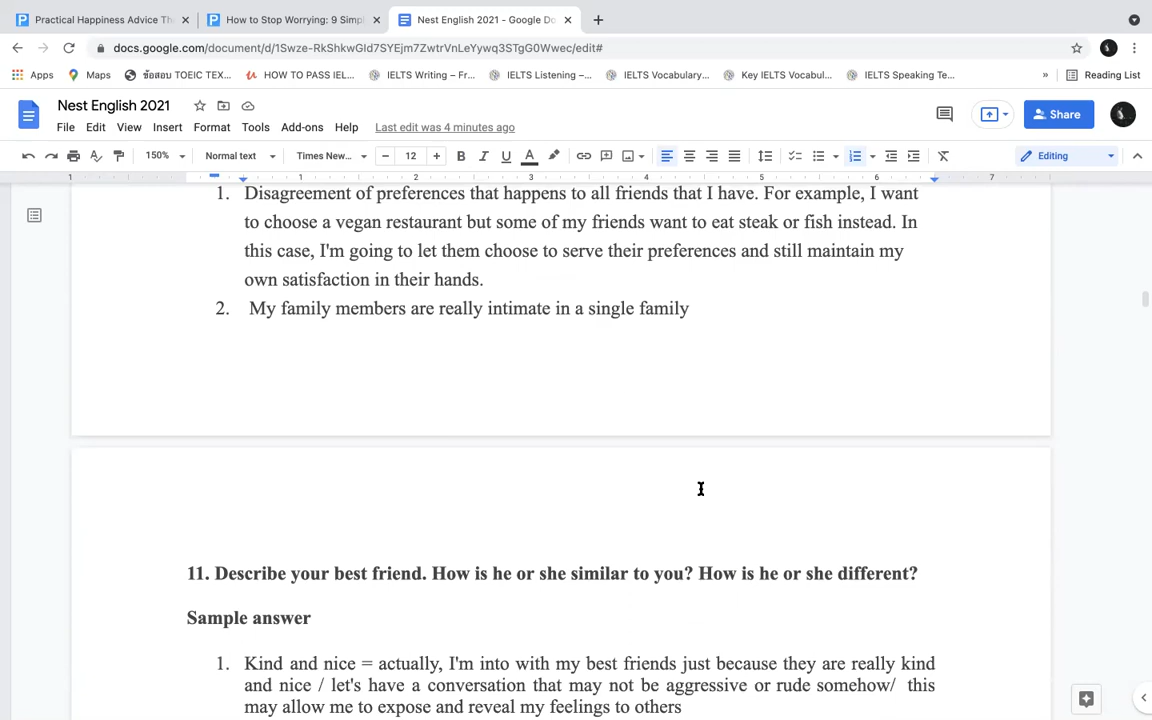 Practical Happiness Advice Th
How to Stop Worrying: 9 Simpl
Nest English 2021 - Google Do
docs.google.com/document/d/1Swze-RkShkwGId7SYEjm7ZwtrVnLeYywq3STgG0Wwec/edit#
Apps
Maps
ข้อสอบ TOEIC TEX...
HOW TO PASS IEL...
IELTS Writing – Fr...
IELTS Listening –...
IELTS Vocabulary...
Key IELTS Vocabul...
IELTS Speaking Te...
»
Reading List
Nest English 2021
File Edit View Insert Format Tools Add-ons Help Last edit was 4 minutes ago
Share
150% Normal text Times New... 12 B I U A Editing
1 1 2 3 4 5 6 7
1. Disagreement of preferences that happens to all friends that I have. For example, I want
to choose a vegan restaurant but some of my friends want to eat steak or fish instead. In
this case, I'm going to let them choose to serve their preferences and still maintain my
own satisfaction in their hands.
2. My family members are really intimate in a single family
11. Describe your best friend. How is he or she similar to you? How is he or she different?
Sample answer
1. Kind and nice = actually, I'm into with my best friends just because they are really kind
and nice / let's have a conversation that may not be aggressive or rude somehow/ this
may allow me to expose and reveal my feelings to others